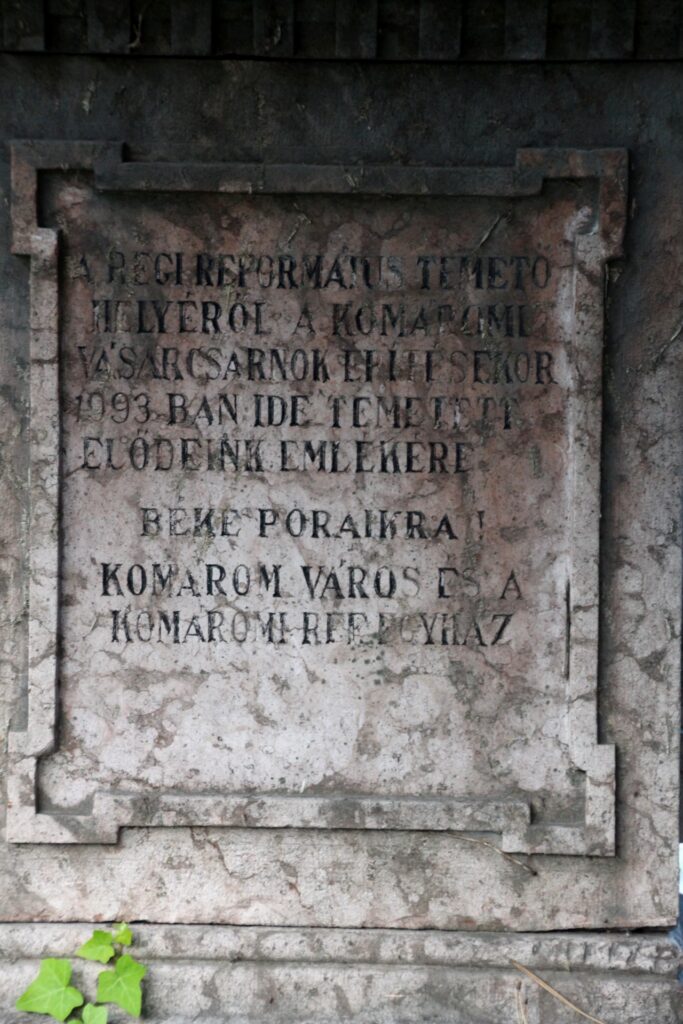 A RÉGI REFORMÁTUS TEMETŐ
HELYÉRŐL A KOMÁROMI
VÁSÁRCSARNOK ÉPÍTÉSEKOR
1993 BAN IDE TEMETETT
ELŐDEINK EMLÉKÉRE
BÉKE PORAIKRA !
KOMÁROM VÁROS ÉS A
KOMÁROMI REF EGYHÁZ